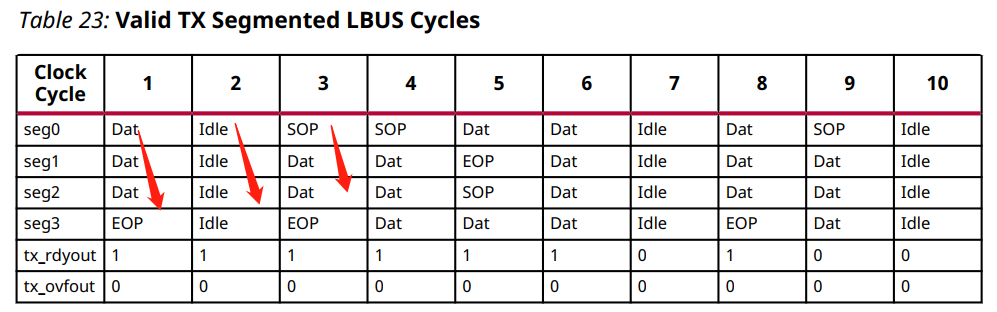 Table 23: Valid TX Segmented LBUS Cycles
Clock Cycle 1 2 3 4 5 6 7 8 9 10
seg0 Dat Idle SOP SOP Dat Dat Idle Dat SOP Idle
seg1 Dat Idle Dat Dat EOP Dat Idle Dat Dat Idle
seg2 Dat Idle Dat Dat SOP Dat Idle Dat Dat Idle
seg3 EOP Idle EOP Dat Dat Dat Idle EOP Dat Idle
tx_rdyout 1 1 1 1 1 1 0 1 0 0
tx_ovfout 0 0 0 0 0 0 0 0 0 0